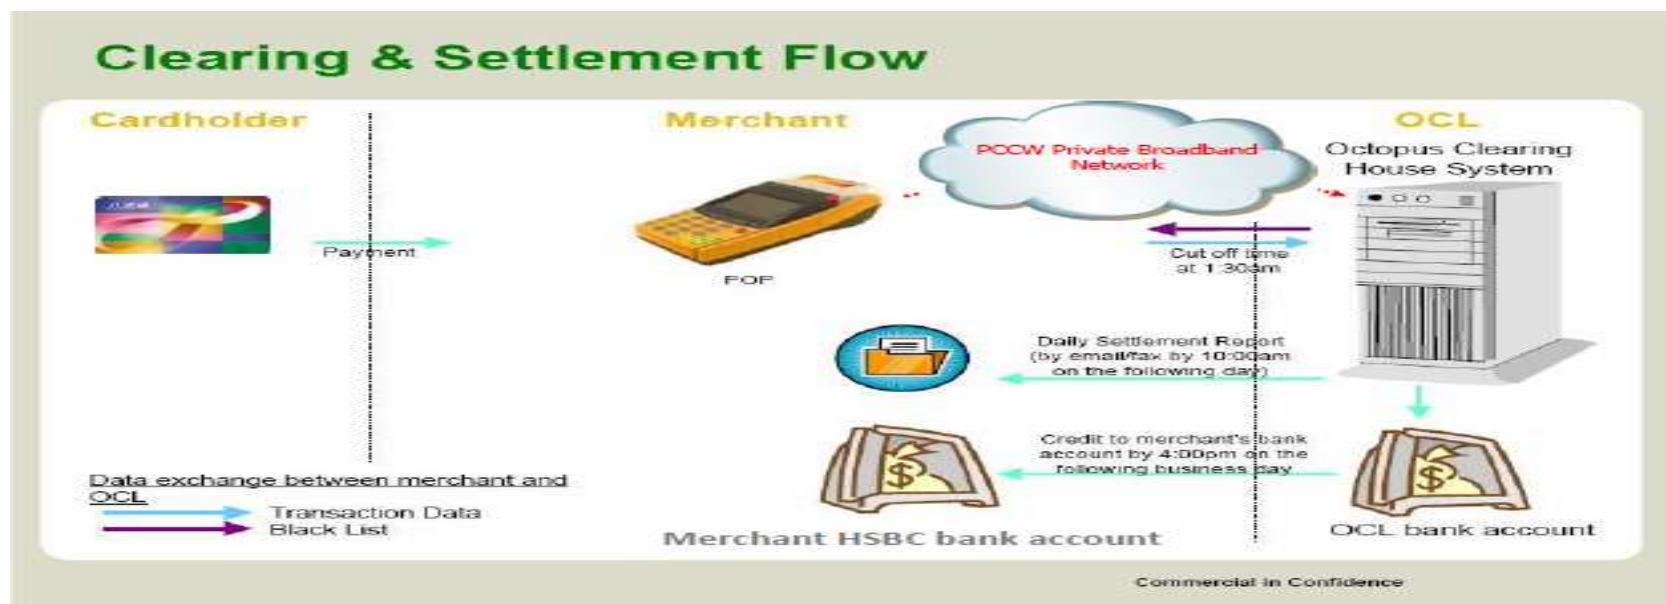 Clearing & Settlement Flow
Cardholder
Merchant
OCL
PCCW Private Broadband
Network
Octopus Clearing
House System
八達通
Payment
POP
Cut off time
at 1:30am
Daily Settlement Report
(by email/fax by 10:00am
on the following day)
Credit to merchant's bank
account by 4:00pm on the
following business day
Data exchange between merchant and
OCL
Transaction Data
Black List
Merchant HSBC bank account
OCL bank account
Commercial in Confidence